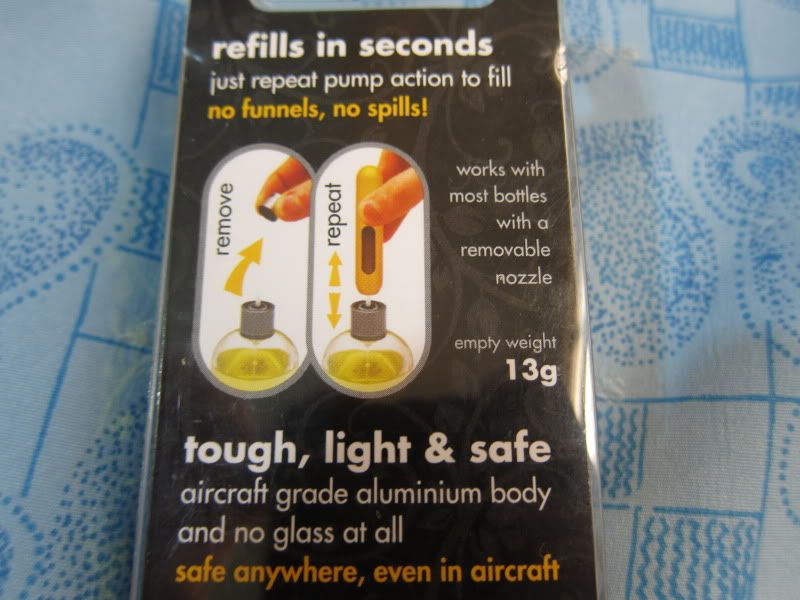 refills in seconds
just repeat pump action to fill
no funnels, no spills!
remove
repeat
works with
most bottles
with a
removable
nozzle
empty weight
13g
tough, light & safe
aircraft grade aluminium body
and no glass at all
safe anywhere, even in aircraft